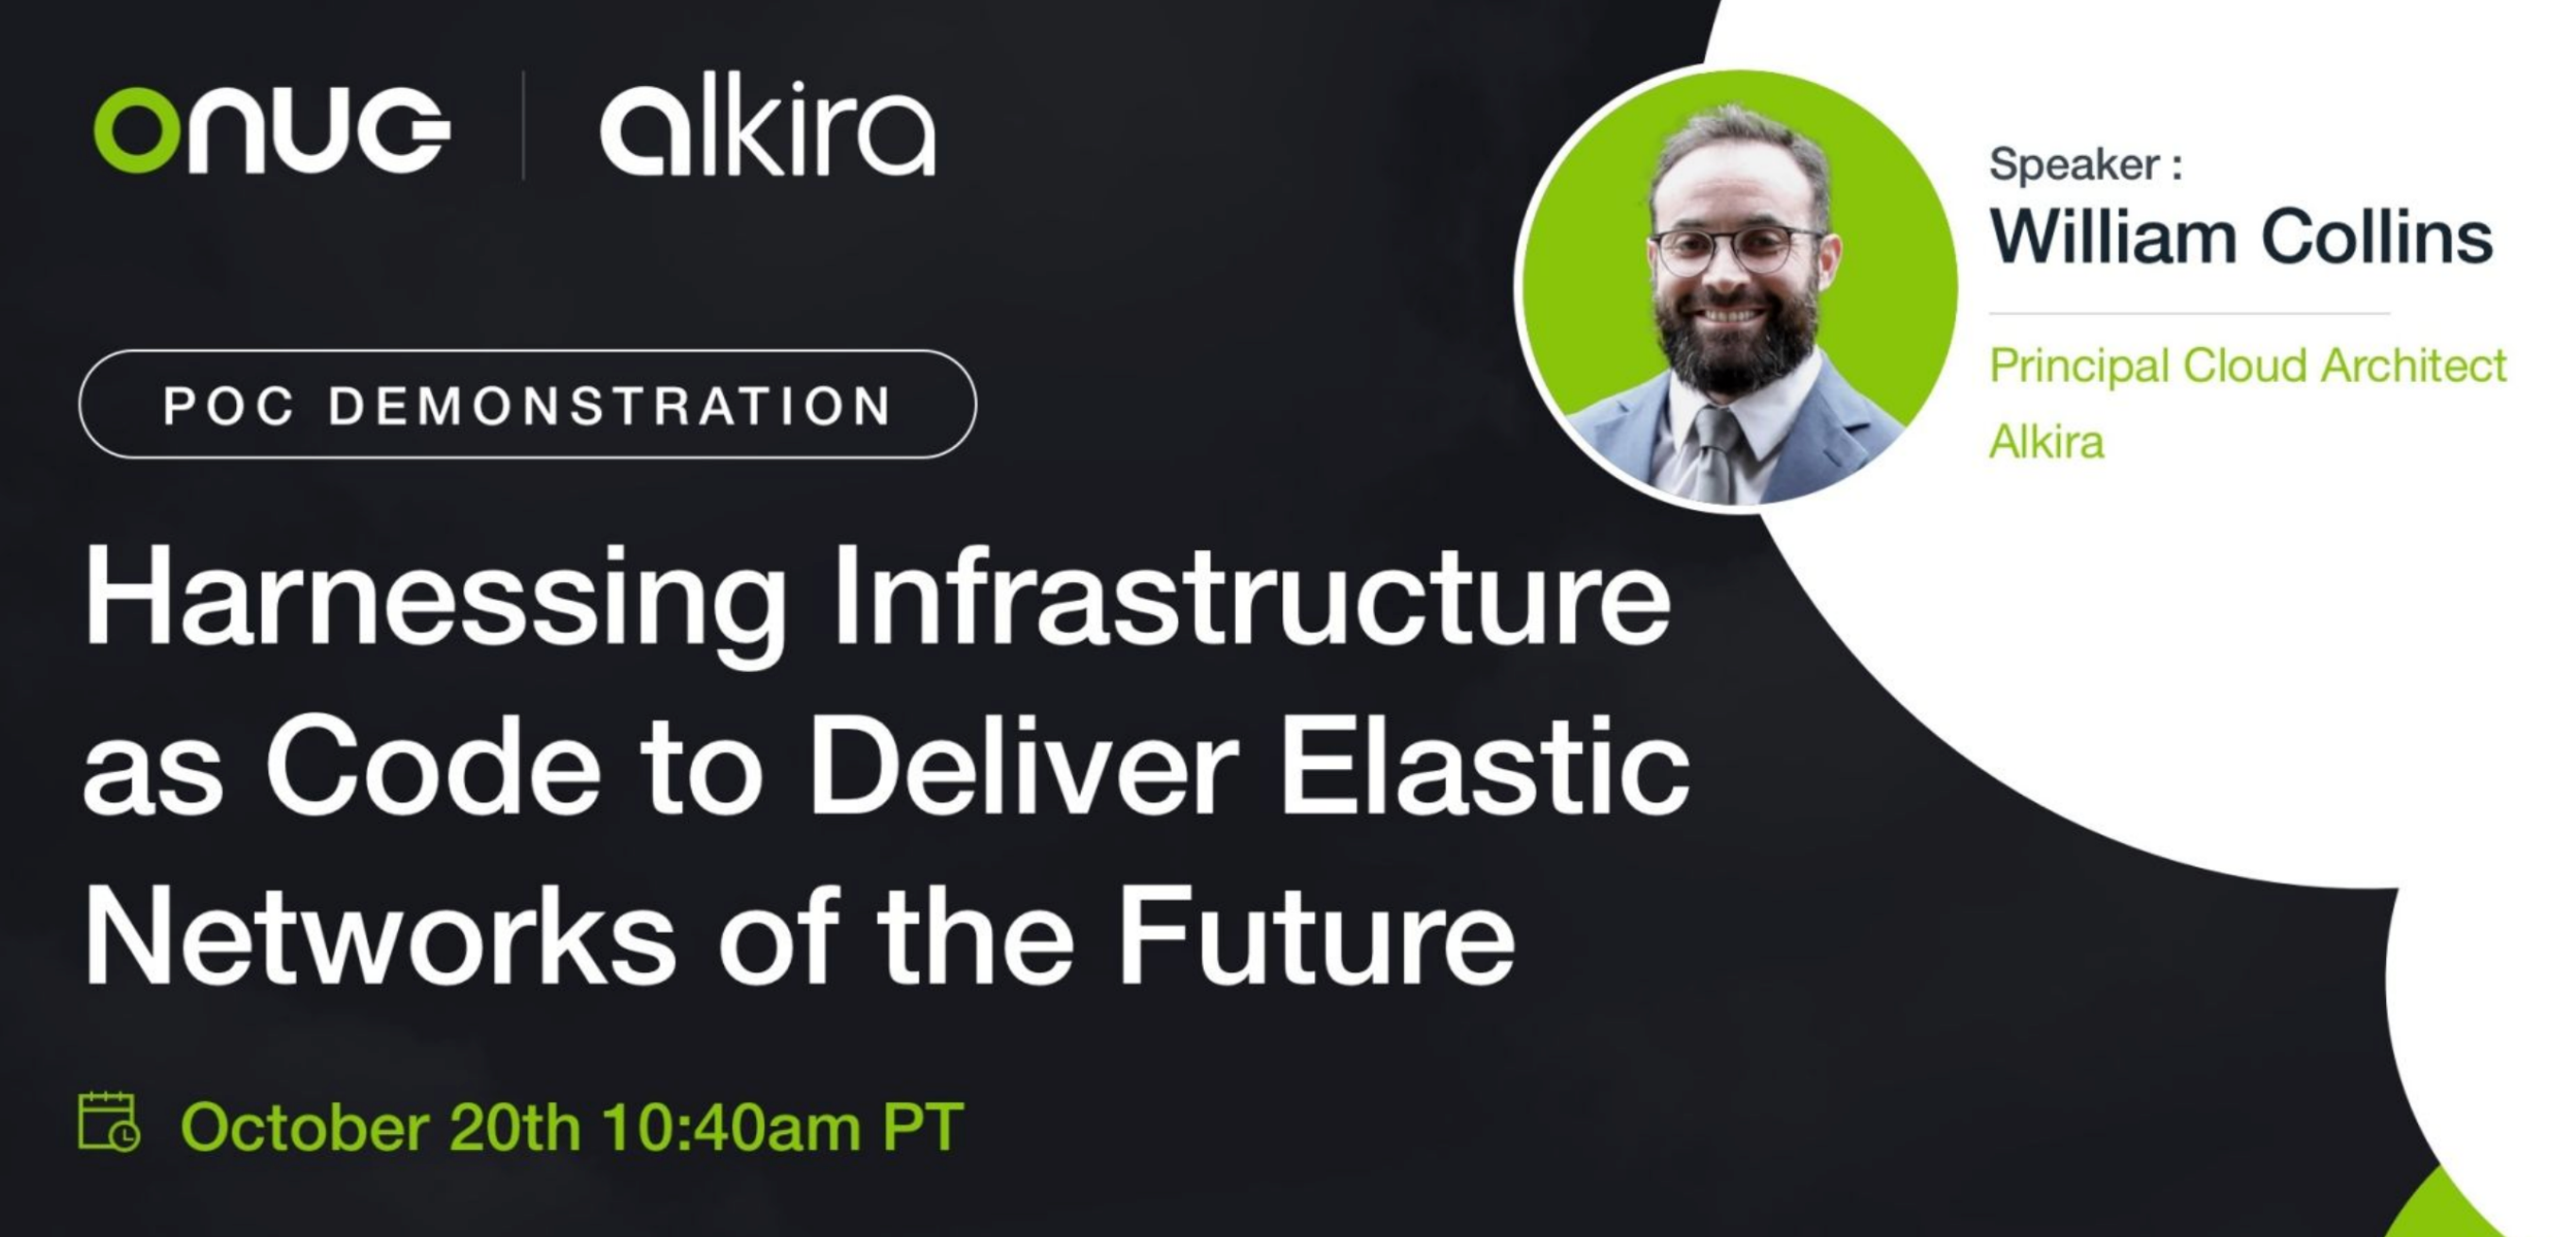 onug
alkira
Speaker :
William Collins
Principal Cloud Architect
Alkira
POC DEMONSTRATION
Harnessing Infrastructure
as Code to Deliver Elastic
Networks of the Future
October 20th 10:40am PT